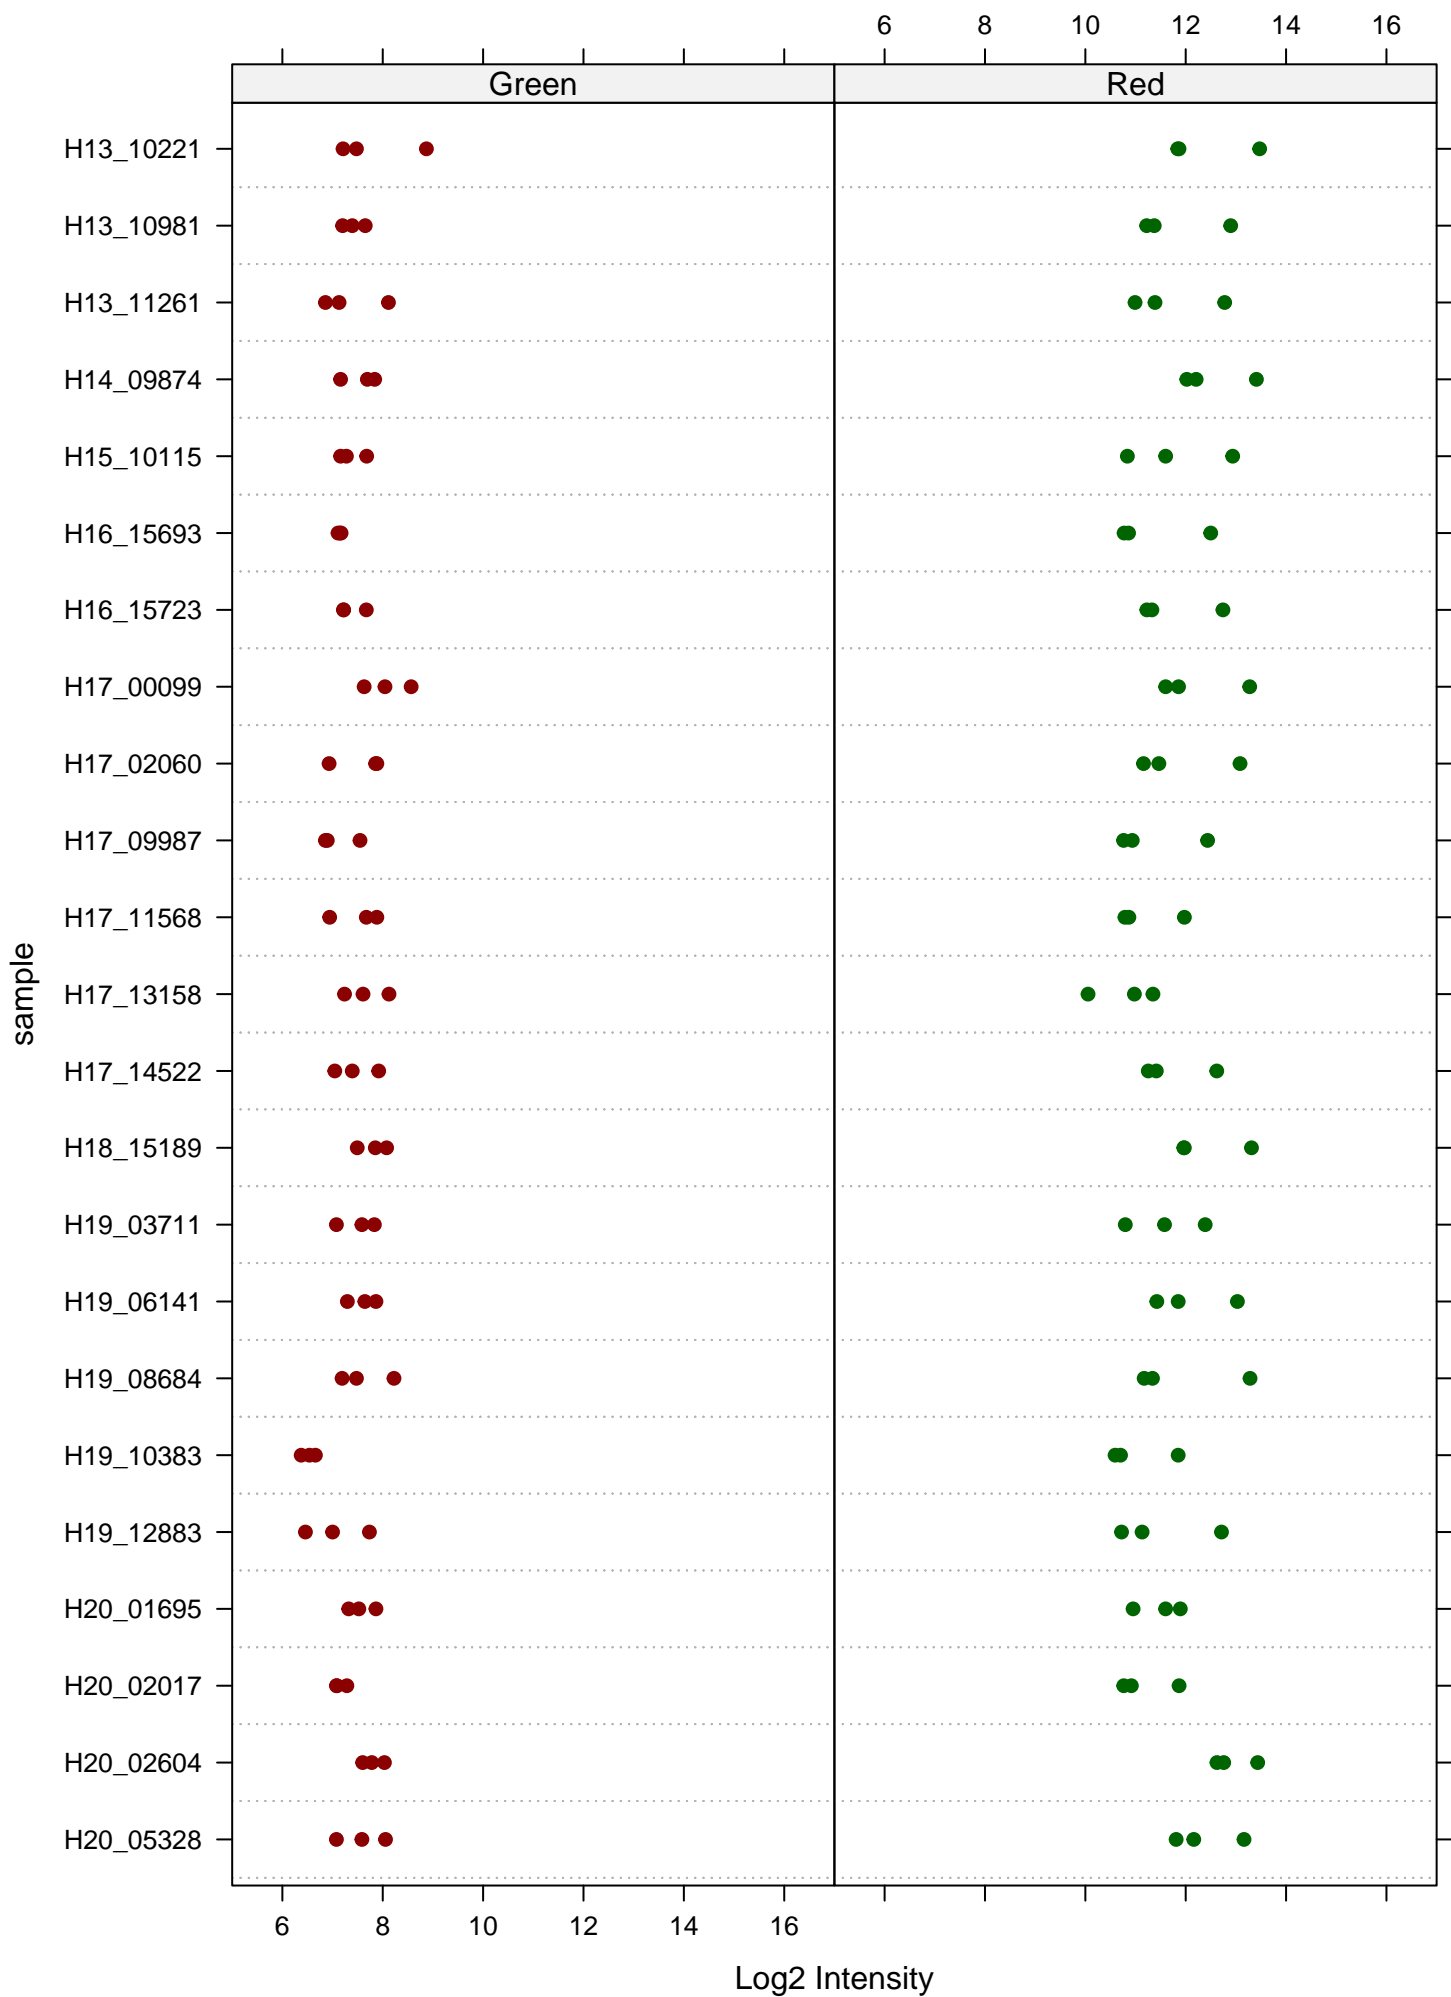 6 8 10 12 14 16
Green Red
H13_10221
H13_10981
H13_11261
H14_09874
H15_10115
H16_15693
H16_15723
H17_00099
H17_02060
H17_09987
H17_11568
H17_13158
H17_14522
H18_15189
H19_03711
H19_06141
H19_08684
H19_10383
H19_12883
H20_01695
H20_02017
H20_02604
H20_05328
sample
6 8 10 12 14 16
Log2 Intensity